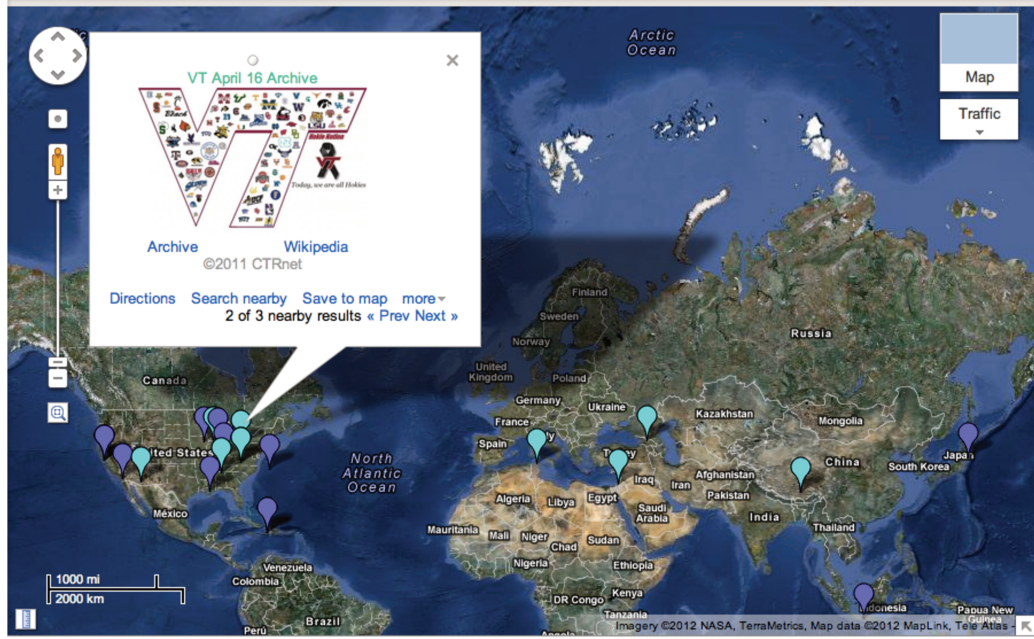 Arctic
Ocean
Map
Traffic
VT April 16 Archive
Hokie Nation
Today, we are all Hokies
Archive Wikipedia
©2011 CTRnet
Directions Search nearby Save to map more
2 of 3 nearby results « Prev Next »
Finland
Sweden
Norway
Russia
United
Kingdom
Poland
Canada
Germany
Ukraine
Kazakhstan
Mongolia
France
Spain
United States
North
Atlantic
Ocean
Iraq
Iran
Afghanistan
Pakistan
China
South Korea
Japan
México
Algeria
Libya
Egypt
Saudi
Arabia
India
Thailand
Mauritania
Mali
Niger
Chad
Sudan
Nigeria
Ethiopia
Venezuela
Colombia
DR Congo
Kenya
Tanzania
Indonesia
Papua New
Guinea
Brazil
Perú
Angola
1000 mi
2000 km
Imagery ©2012 NASA, TerraMetrics, Map data ©2012 MapLink, Tele Atlas -